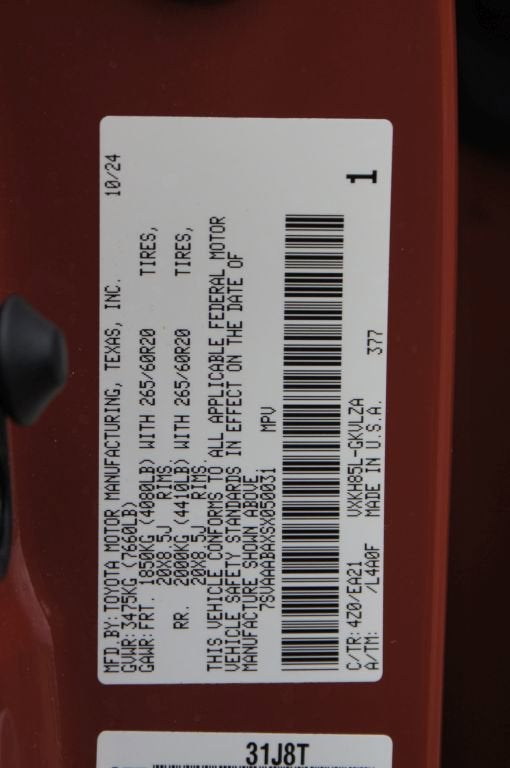 MFD.BY: TOYOTA MOTOR MANUFACTURING, TEXAS, INC. 10/24
GVWR: 3475KG (7660LB)
GAWR: FRT. 1850KG (4080LB) WITH 265/60R20 TIRES,
20X8.5J RIMS
RR. 2000KG (4410LB) WITH 265/60R20 TIRES,
20X8.5J RIMS.
THIS VEHICLE CONFORMS TO ALL APPLICABLE FEDERAL MOTOR
VEHICLE SAFETY STANDARDS IN EFFECT ON THE DATE OF
MANUFACTURE SHOWN ABOVE.
7SVAAABAXSX050031 MPV
1
C/TR: 4Z0/EA21 VXKH85L-GKVLZA
A/TM: /L4A0F MADE IN U.S.A. 377
31J8T